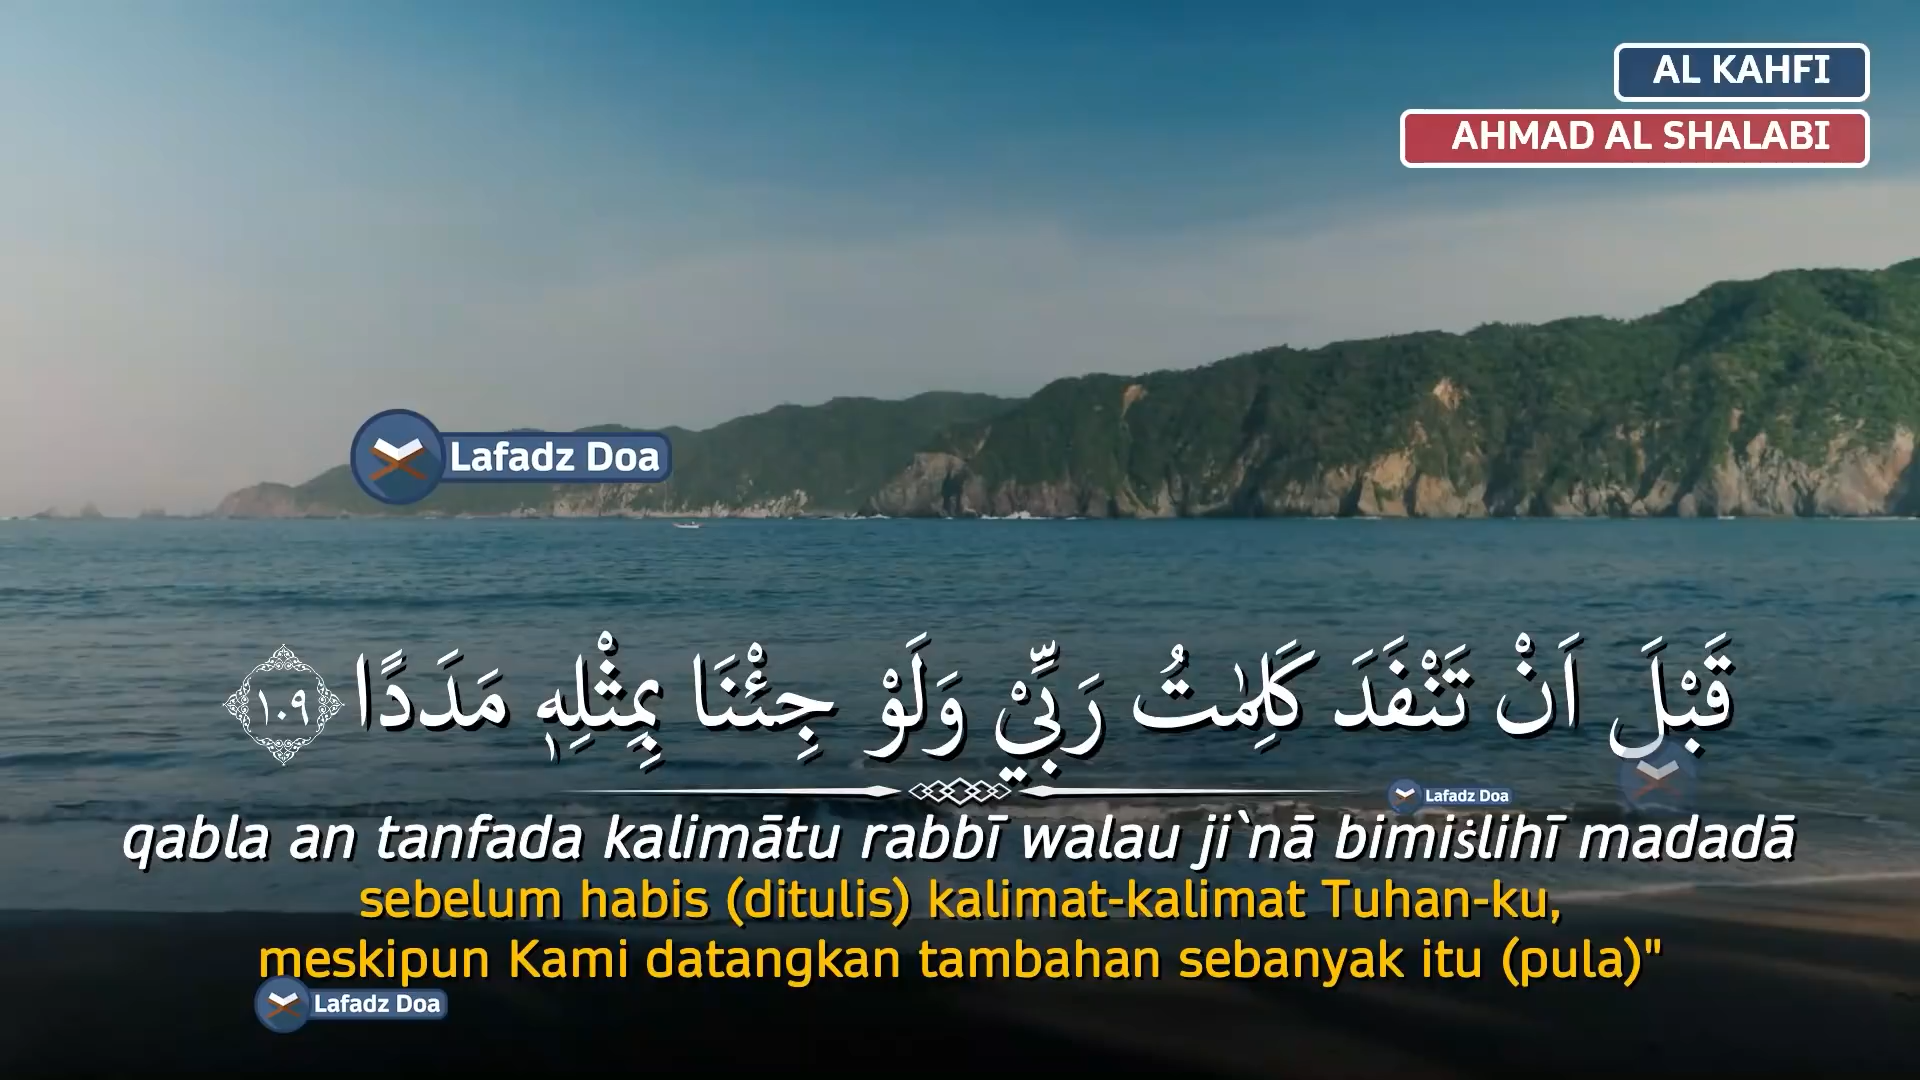 AL KAHFI
AHMAD AL SHALABI
Lafadz Doa
قَبْلَ اَنْ تَنْفَدَ كَلِمٰتُ رَبِّيْ وَلَوْ جِئْنَا بِمِثْلِهٖ مَدَدًا ١٠٩
Lafadz Doa
qabla an tanfada kalimātu rabbī walau ji`nā bimiṡlihī madadā
sebelum habis (ditulis) kalimat-kalimat Tuhan-ku,
meskipun Kami datangkan tambahan sebanyak itu (pula)"
Lafadz Doa